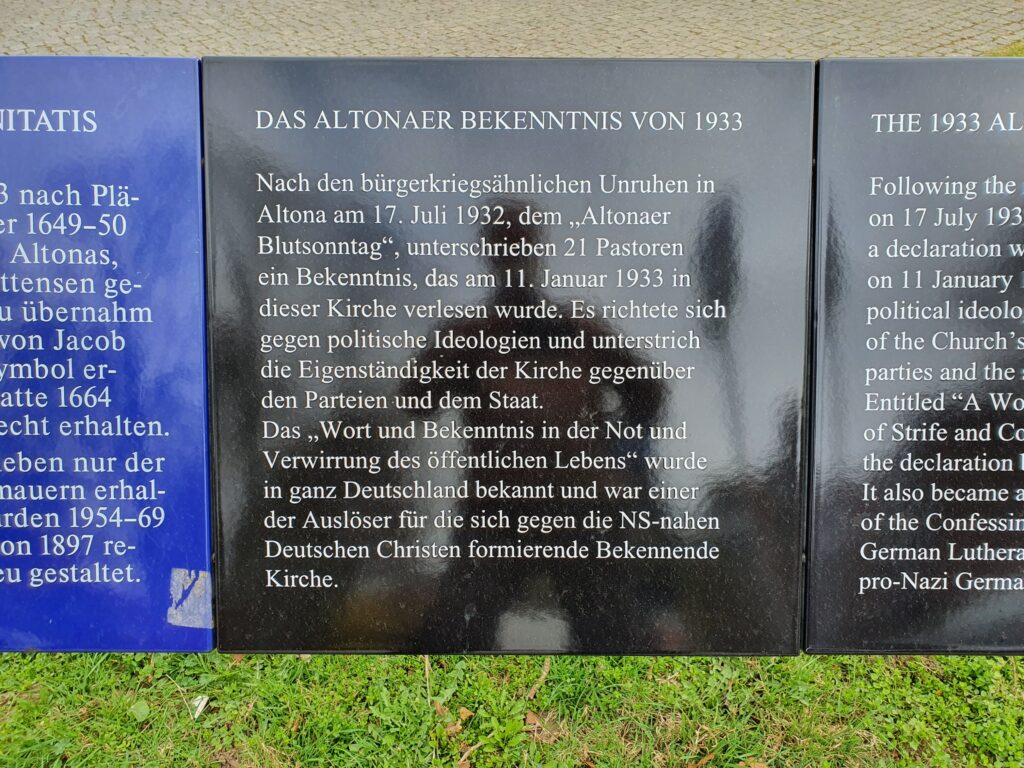 NITATIS
3 nach Plä-
er 1649–50
Altonas,
ttensen ge-
u übernahm
von Jacob
ymbol er-
atte 1664
echt erhalten.
eben nur der
mauern erhal-
urden 1954–69
on 1897 re-
eu gestaltet.
DAS ALTONAER BEKENNTNIS VON 1933
Nach den bürgerkriegsähnlichen Unruhen in
Altona am 17. Juli 1932, dem „Altonaer
Blutsonntag“, unterschrieben 21 Pastoren
ein Bekenntnis, das am 11. Januar 1933 in
dieser Kirche verlesen wurde. Es richtete sich
gegen politische Ideologien und unterstrich
die Eigenständigkeit der Kirche gegenüber
den Parteien und dem Staat.
Das „Wort und Bekenntnis in der Not und
Verwirrung des öffentlichen Lebens“ wurde
in ganz Deutschland bekannt und war einer
der Auslöser für die sich gegen die NS-nahen
Deutschen Christen formierende Bekennende
Kirche.
THE 1933 AL
Following the
on 17 July 193
a declaration w
on 11 January
political ideolo
of the Church’s
parties and the s
Entitled “A Wo
of Strife and Co
the declaration
It also became a
of the Confessin
German Luthera
pro-Nazi Germa